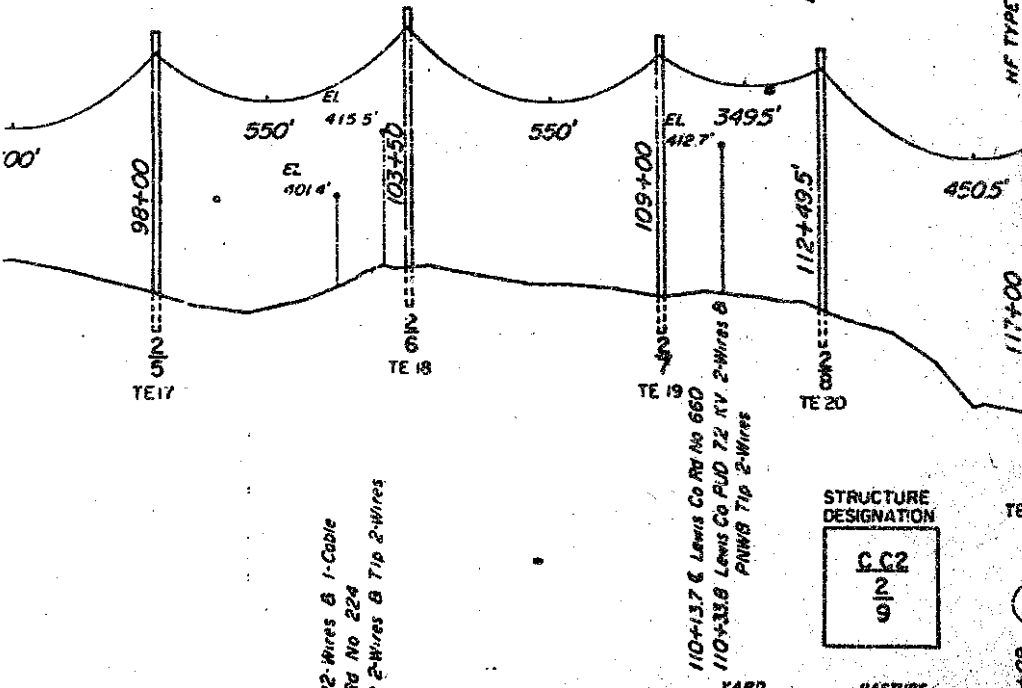 HF TYPE
EL
415.5'
550'
550'
EL
412.7'
349.5'
00'
EL
401.4'
450.5'
98+00
103+50
109+00
112+49.5'
117+00
2
5
2
6
2
7
2
8
TE 17
TE 18
TE 19
TE 20
2-Wires & 1-Cable
Rd No 224
2-Wires & Tip 2-Wires
110+13.7 ℄ Lewis Co Rd No 660
110+33.8 Lewis Co PUD 7.2 KV. 2-Wires &
PNWB Tip 2-Wires
STRUCTURE
DESIGNATION
C C2
2
9
YARD
PASTURE